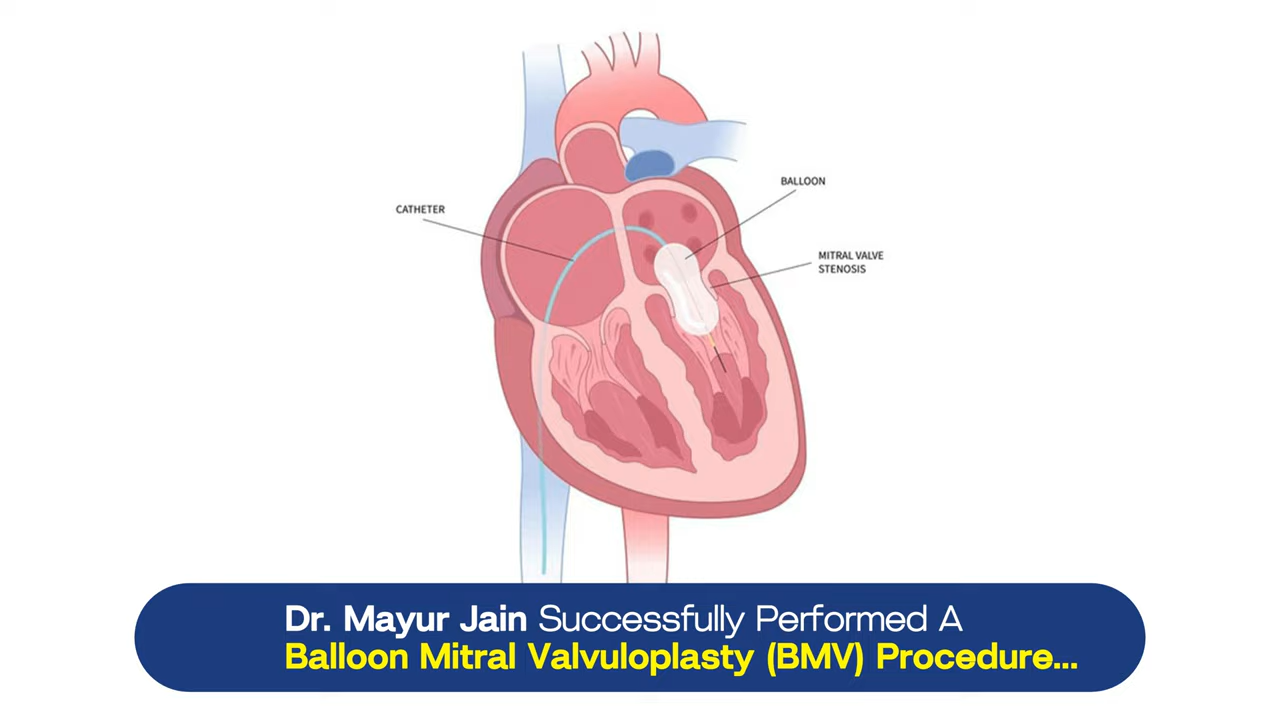 BALLOON
CATHETER
MITRAL VALVE
STENOSIS
Dr. Mayur Jain Successfully Performed A
Balloon Mitral Valvuloplasty (BMV) Procedure...